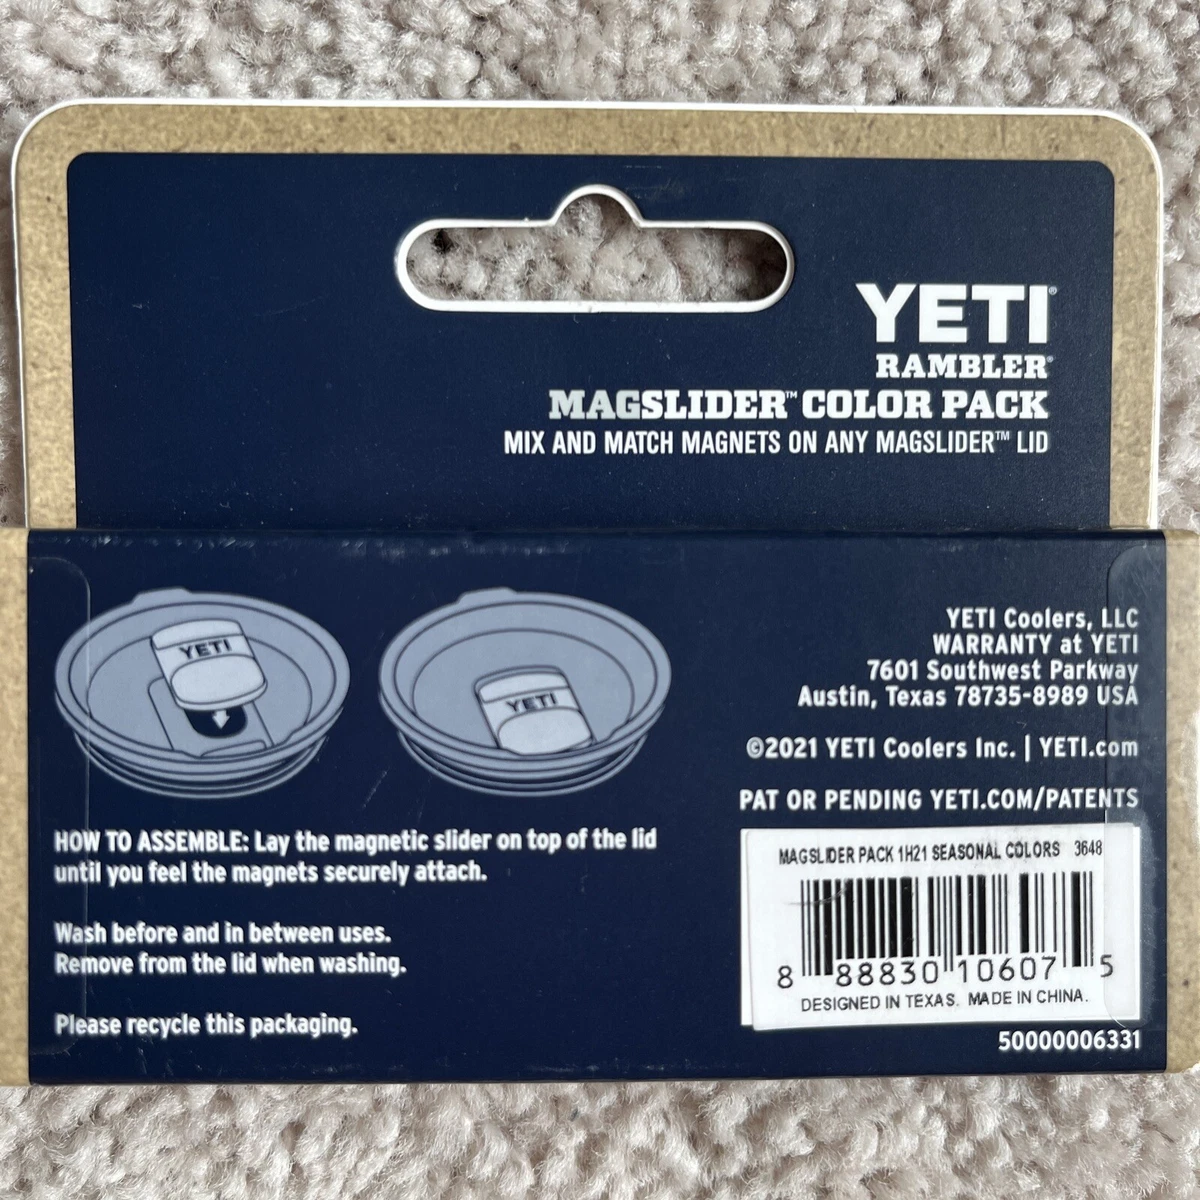 YETI®
RAMBLER®
MAGSLIDER™ COLOR PACK
MIX AND MATCH MAGNETS ON ANY MAGSLIDER™ LID
YETI
YETI
HOW TO ASSEMBLE: Lay the magnetic slider on top of the lid
until you feel the magnets securely attach.
Wash before and in between uses.
Remove from the lid when washing.
Please recycle this packaging.
YETI Coolers, LLC
WARRANTY at YETI
7601 Southwest Parkway
Austin, Texas 78735-8989 USA
©2021 YETI Coolers Inc. | YETI.com
PAT OR PENDING YETI.COM/PATENTS
MAGSLIDER PACK 1H21 SEASONAL COLORS 3648
8 88830 10607 5
DESIGNED IN TEXAS. MADE IN CHINA.
50000006331